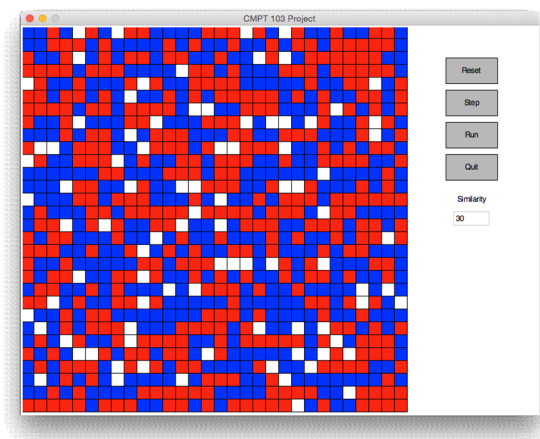 CMPT 103 Project
Reset
Step
Run
Quit
Similarity
30